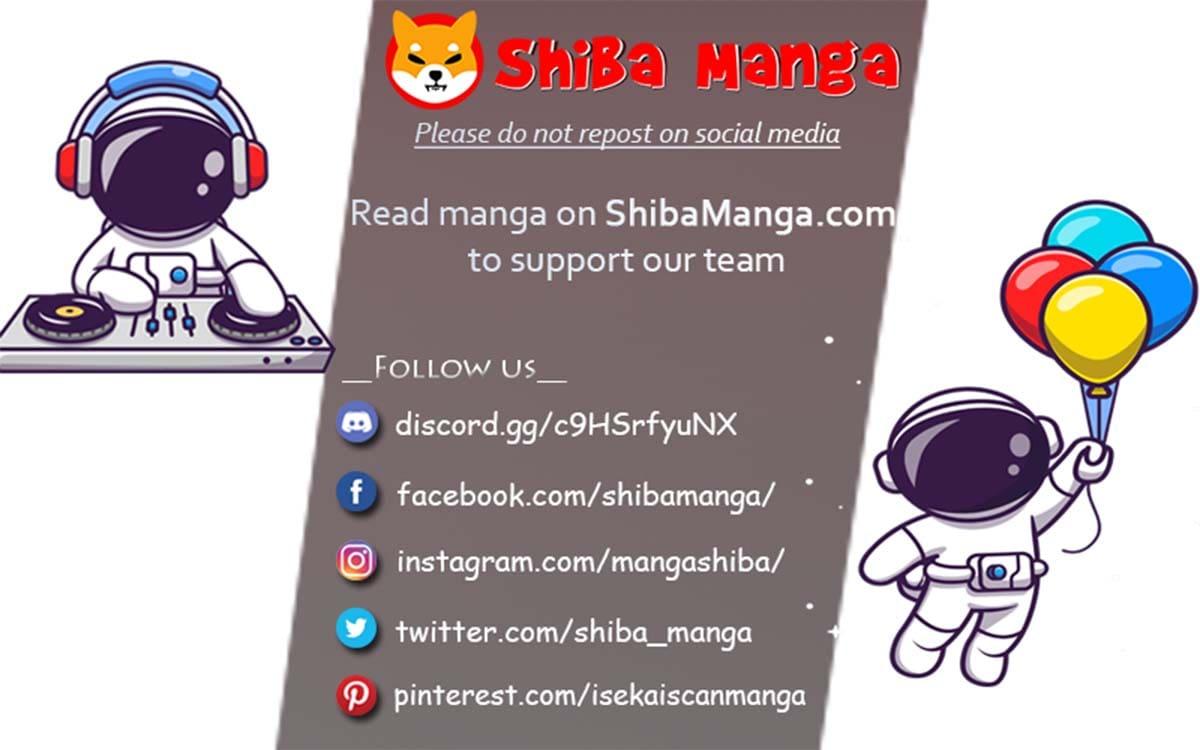 ShiBa Manga
Please do not repost on social media
Read manga on ShibaManga.com
to support our team
__Follow us__
discord.gg/c9HSrfyuNX
facebook.com/shibamanga/
instagram.com/mangashiba/
twitter.com/shiba_manga
pinterest.com/isekaiscanmanga